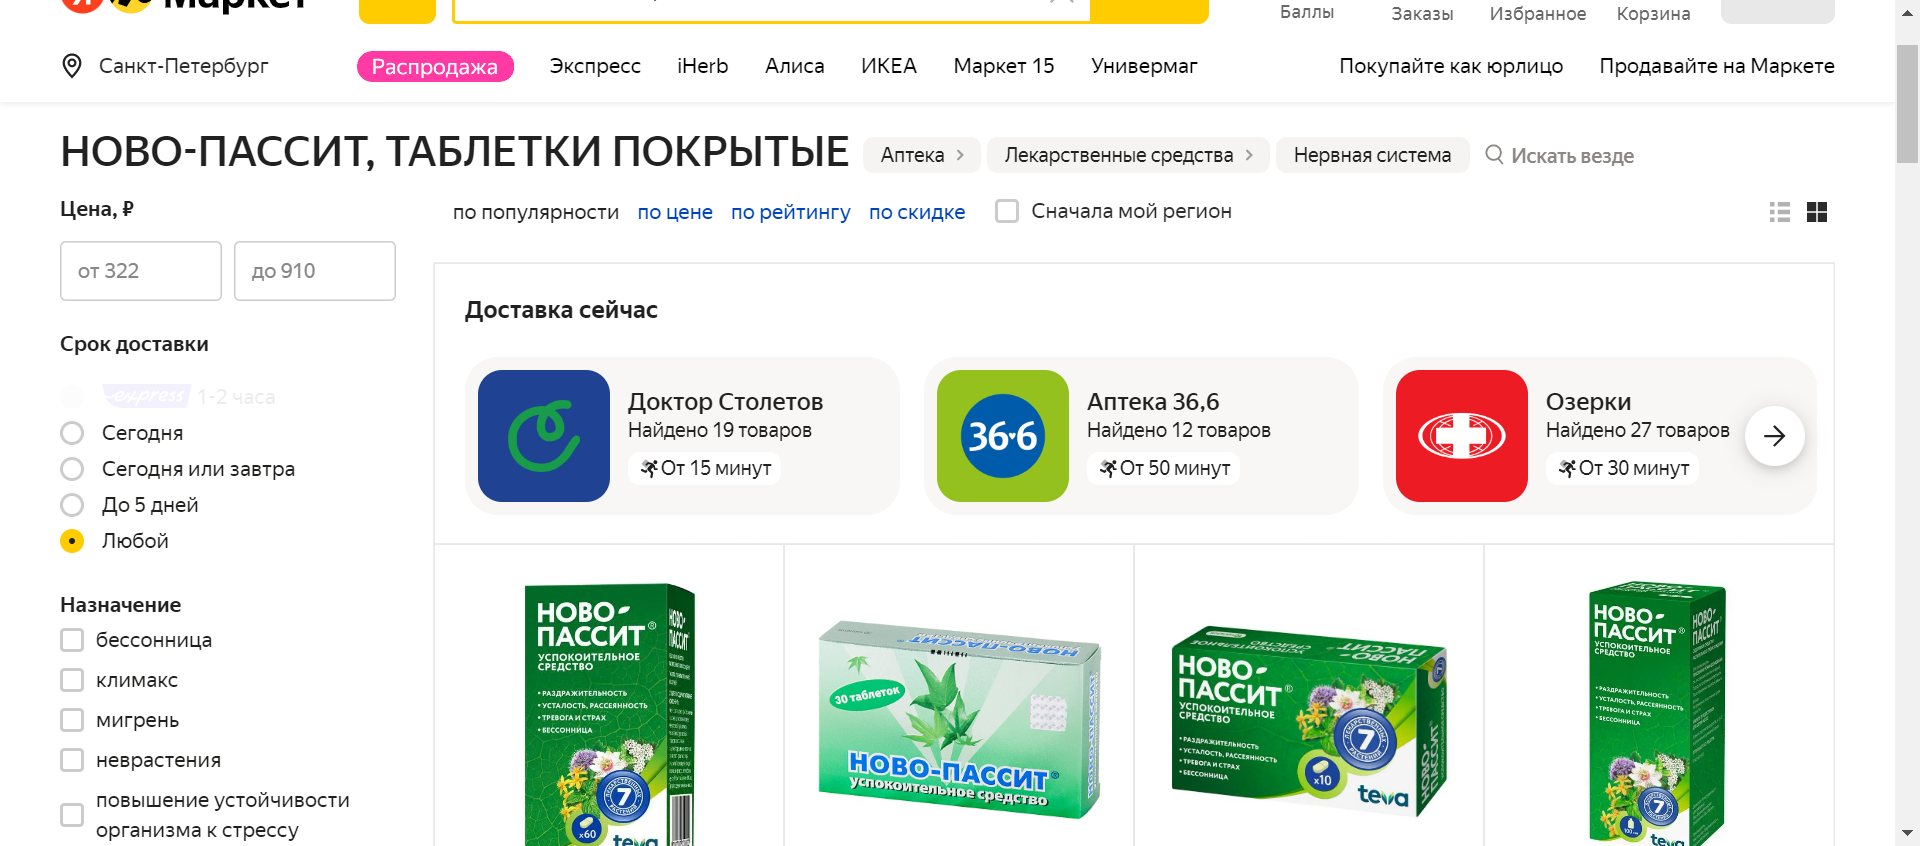 Маркет
Баллы
Заказы
Избранное
Корзина
Санкт-Петербург
Распродажа
Экспресс
iHerb
Алиса
ИКЕА
Маркет 15
Универмаг
Покупайте как юрлицо
Продавайте на Маркете
НОВО-ПАССИТ, ТАБЛЕТКИ ПОКРЫТЫЕ
Аптека
Лекарственные средства
Нервная система
Искать везде
Цена, ₽
от 322
до 910
по популярности
по цене
по рейтингу
по скидке
Сначала мой регион
Срок доставки
express 1-2 часа
Сегодня
Сегодня или завтра
До 5 дней
Любой
Назначение
бессонница
климакс
мигрень
неврастения
повышение устойчивости
организма к стрессу
Доставка сейчас
Доктор Столетов
Найдено 19 товаров
От 15 минут
36,6
Аптека 36,6
Найдено 12 товаров
От 50 минут
Озерки
Найдено 27 товаров
От 30 минут
НОВО-
ПАССИТ®
УСПОКОИТЕЛЬНОЕ
СРЕДСТВО
• РАЗДРАЖИТЕЛЬНОСТЬ
• УСТАЛОСТЬ, РАССЕЯННОСТЬ
• ТРЕВОГА И СТРАХ
• БЕССОННИЦА
7
x60
teva
30 таблеток
НОВО-ПАССИТ®
успокоительное средство
НОВО-
ПАССИТ®
УСПОКОИТЕЛЬНОЕ
СРЕДСТВО
• РАЗДРАЖИТЕЛЬНОСТЬ
• УСТАЛОСТЬ, РАССЕЯННОСТЬ
• ТРЕВОГА И СТРАХ
• БЕССОННИЦА
7
x10
teva
НОВО-
ПАССИТ®
УСПОКОИТЕЛЬНОЕ
СРЕДСТВО
• РАЗДРАЖИТЕЛЬНОСТЬ
• УСТАЛОСТЬ, РАССЕЯННОСТЬ
• ТРЕВОГА И СТРАХ
• БЕССОННИЦА
7
teva